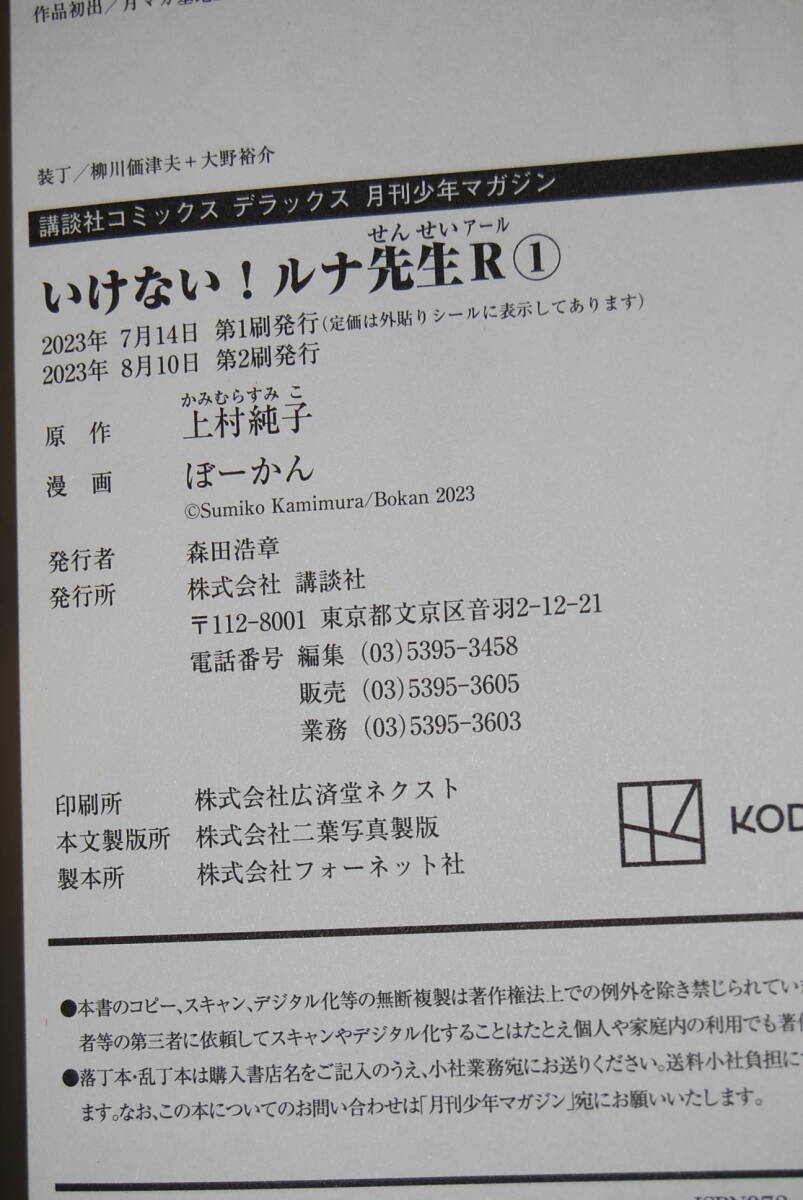 作品初出／月マガ基地
装丁／柳川価津夫＋大野裕介
講談社コミックス デラックス 月刊少年マガジン
せんせいアール
いけない！ルナ先生R①
2023年 7月14日 第1刷発行（定価は外貼りシールに表示してあります）
2023年 8月10日 第2刷発行
かみむらすみこ
原作 上村純子
漫画 ぼーかん
©Sumiko Kamimura/Bokan 2023
発行者 森田浩章
発行所 株式会社 講談社
〒112-8001 東京都文京区音羽2-12-21
電話番号 編集 (03)5395-3458
販売 (03)5395-3605
業務 (03)5395-3603
印刷所 株式会社広済堂ネクスト
本文製版所 株式会社二葉写真製版
製本所 株式会社フォーネット社
KOD
●本書のコピー、スキャン、デジタル化等の無断複製は著作権法上での例外を除き禁じられていま
者等の第三者に依頼してスキャンやデジタル化することはたとえ個人や家庭内の利用でも著作
●落丁本・乱丁本は購入書店名をご記入のうえ、小社業務宛にお送りください。送料小社負担にて
ます。なお、この本についてのお問い合わせは「月刊少年マガジン」宛にお願いいたします。